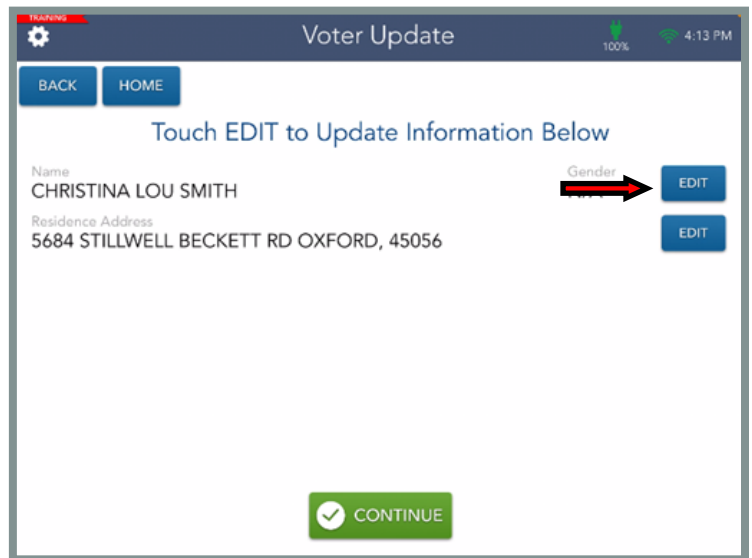 TRAINING
Voter Update
100%
4:13 PM
BACK HOME
Touch EDIT to Update Information Below
Name Gender
CHRISTINA LOU SMITH
EDIT
Residence Address
5684 STILLWELL BECKETT RD OXFORD, 45056
EDIT
CONTINUE